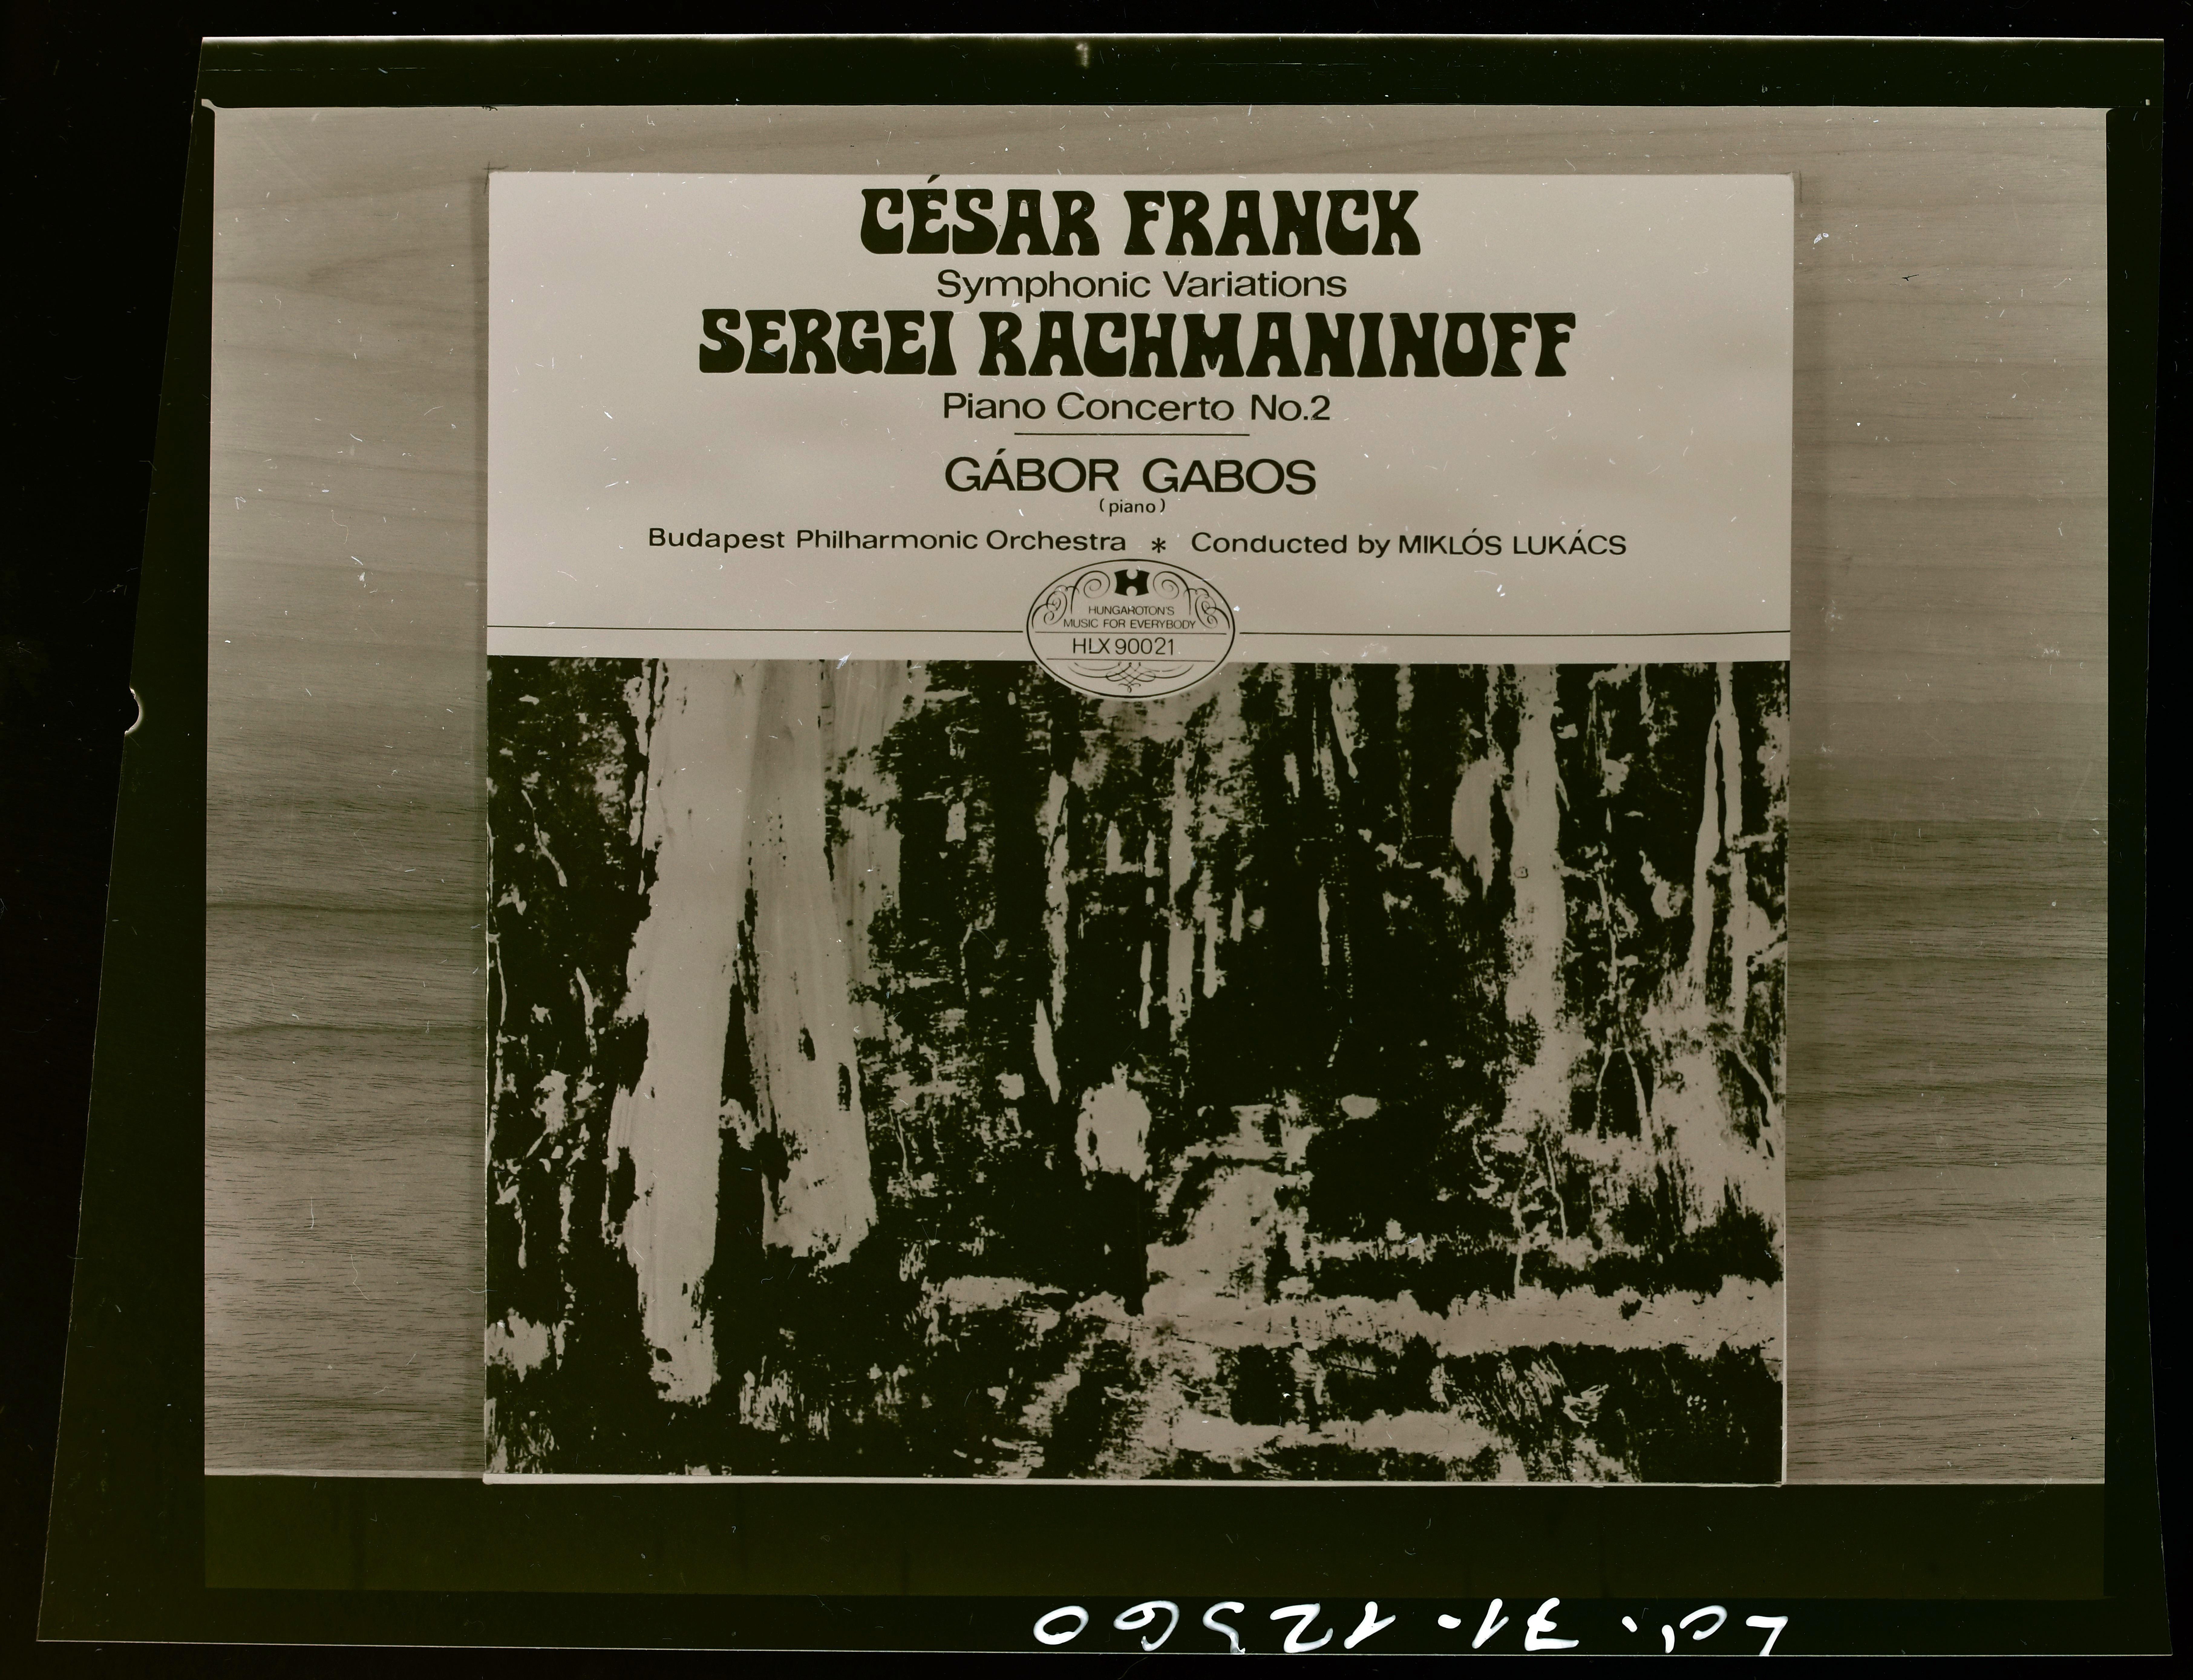 CÉSAR FRANCK
Symphonic Variations
SERGEI RACHMANINOFF
Piano Concerto No.2
GÁBOR GABOS
(piano)
Budapest Philharmonic Orchestra * Conducted by MIKLÓS LUKÁCS
H
HUNGAROTON'S
MUSIC FOR EVERYBODY
HLX 90021